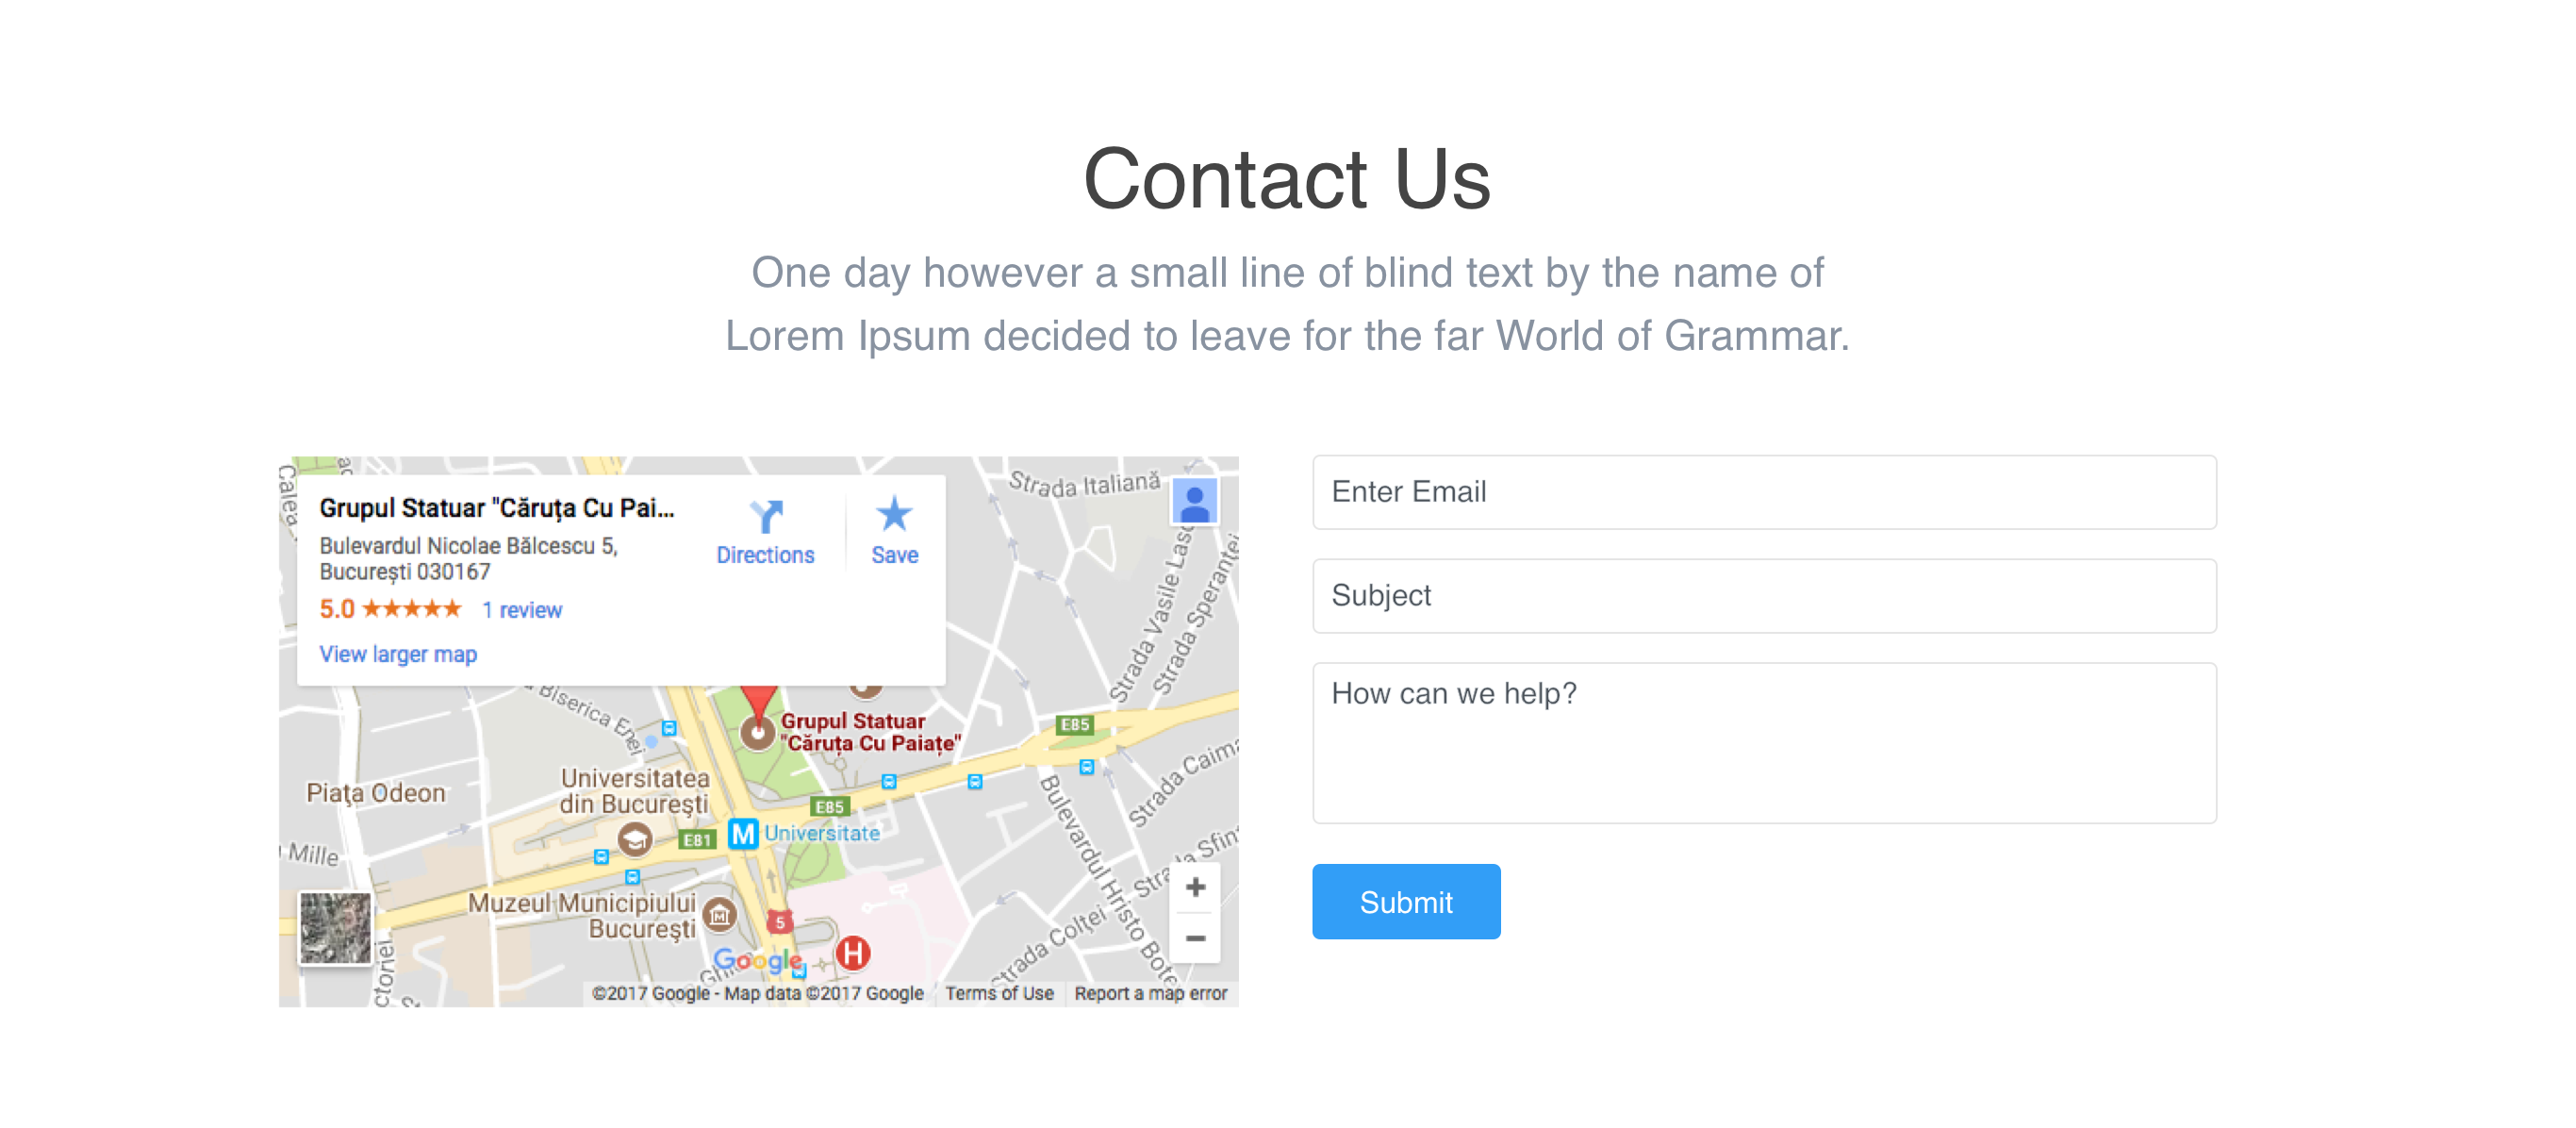 Contact Us
One day however a small line of blind text by the name of
Lorem Ipsum decided to leave for the far World of Grammar.
Grupul Statuar "Căruța Cu Pai...
Bulevardul Nicolae Bălcescu 5,
București 030167
5.0
1 review
View larger map
Directions
Save
Calea
Strada Italiană
Strada Vasile Lasc
Strada Speranței
Biserica Enei
Grupul Statuar
"Căruța Cu Paiațe"
E85
Strada Caima
Piaţa Odeon
Universitatea
din Bucureşti
E85
E81
M
Universitate
Bulevardul Hristo Botev
Mille
Muzeul Municipiului
Bucureşti
5
H
Strada Colței
+
−
ctoriei
Google
©2017 Google - Map data ©2017 Google
Terms of Use
Report a map error
Enter Email
Subject
How can we help?
Submit